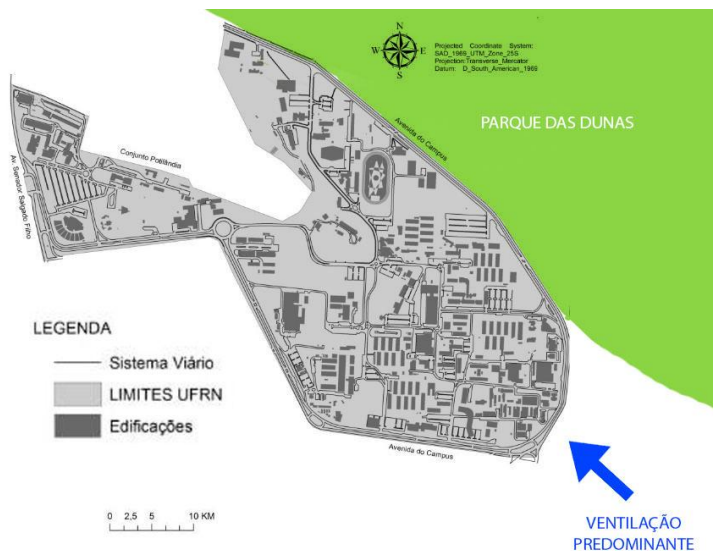 N
W E
S
Projected Coordinate System:
SAD_1969_UTM_Zone_25S
Projection:Transverse_Mercator
Datum: D_South_American_1969
PARQUE DAS DUNAS
Avenida do Campus
Conjunto Potilândia
Av. Senador Salgado Filho
LEGENDA
Sistema Viário
LIMITES UFRN
Edificações
Avenida do Campus
0 2,5 5 10 KM
VENTILAÇÃO
PREDOMINANTE